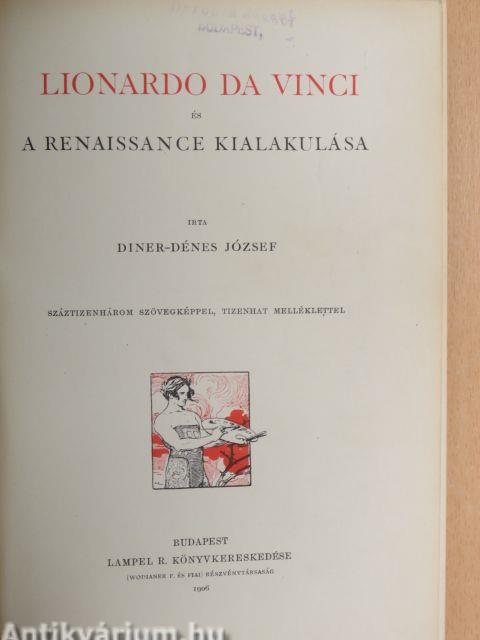 BUDAPEST,
LIONARDO DA VINCI
ÉS
A RENAISSANCE KIALAKULÁSA
IRTA
DINER-DÉNES JÓZSEF
SZÁZTIZENHÁROM SZÖVEGKÉPPEL, TIZENHAT MELLÉKLETTEL
BUDAPEST
LAMPEL R. KÖNYVKERESKEDÉSE
(WODIANER F. ÉS FIAI) RÉSZVÉNYTÁRSASÁG
1906
Antikvárium.hu